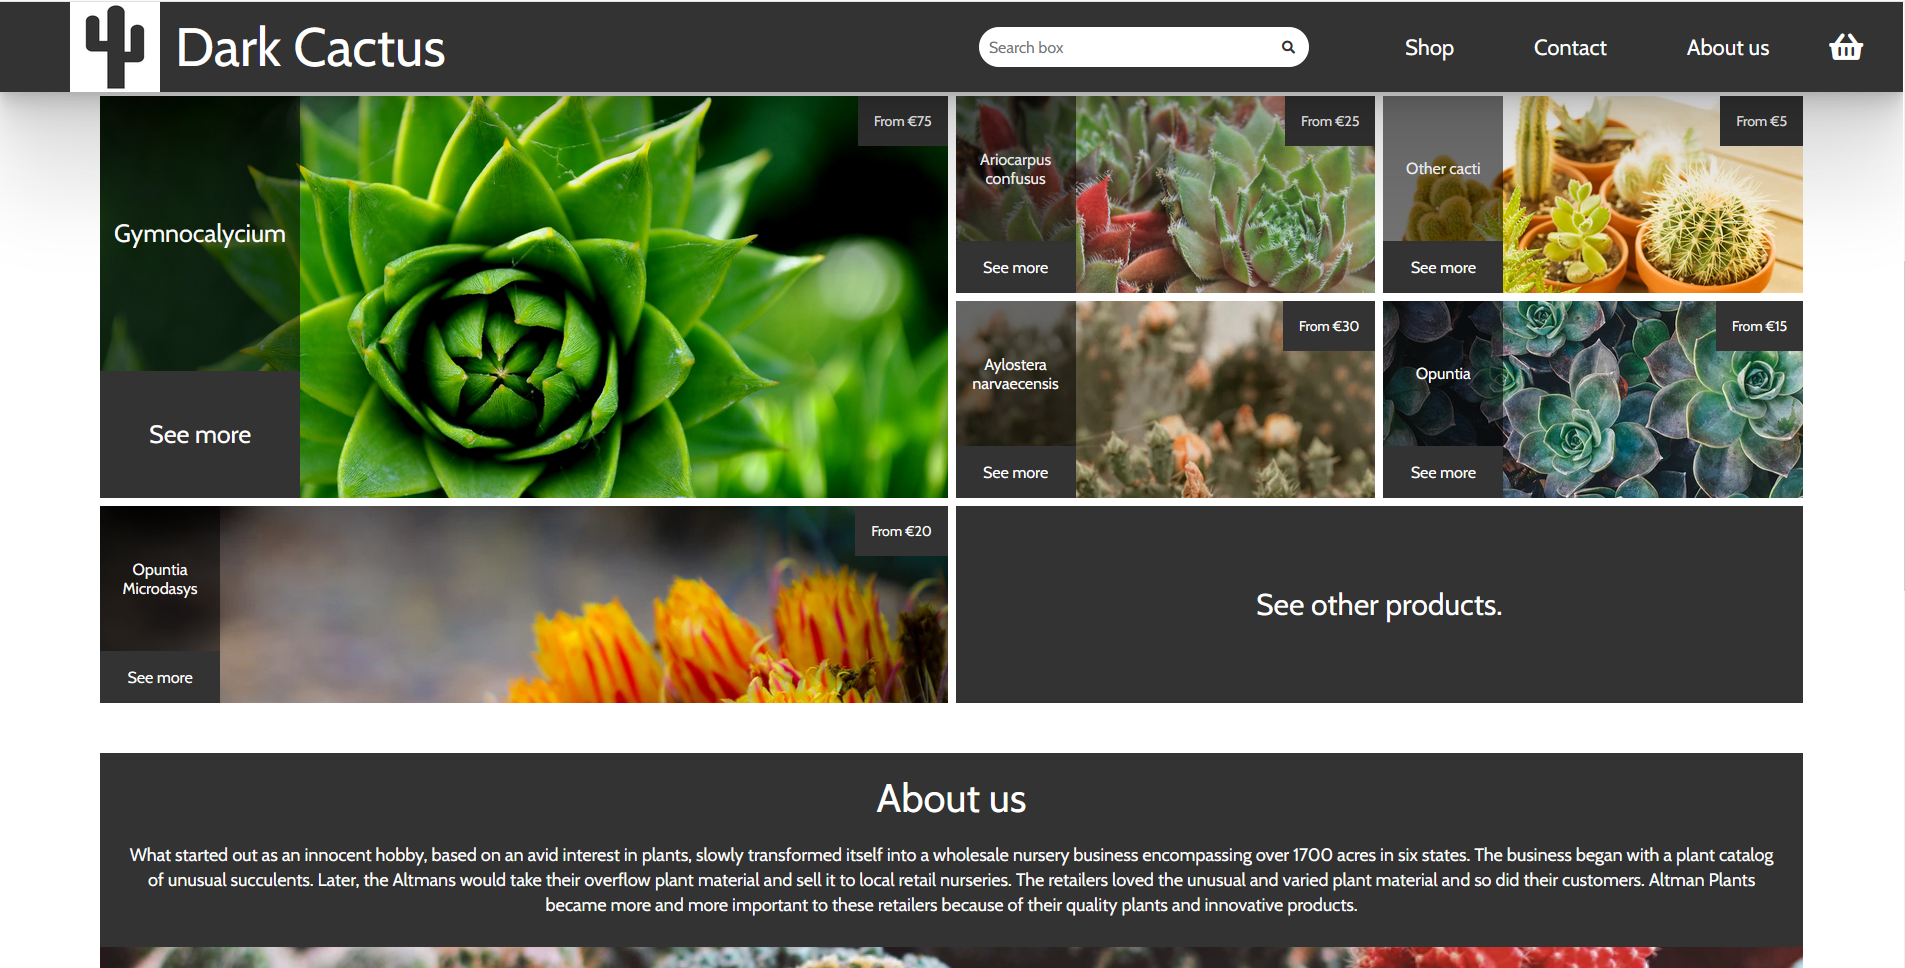 Dark Cactus
Search box
Shop
Contact
About us
From €75
Gymnocalycium
See more
From €25
Ariocarpus
confusus
See more
From €5
Other cacti
See more
From €30
Aylostera
narvaecensis
See more
From €15
Opuntia
See more
From €20
Opuntia
Microdasys
See more
See other products.
About us
What started out as an innocent hobby, based on an avid interest in plants, slowly transformed itself into a wholesale nursery business encompassing over 1700 acres in six states. The business began with a plant catalog
of unusual succulents. Later, the Altmans would take their overflow plant material and sell it to local retail nurseries. The retailers loved the unusual and varied plant material and so did their customers. Altman Plants
became more and more important to these retailers because of their quality plants and innovative products.